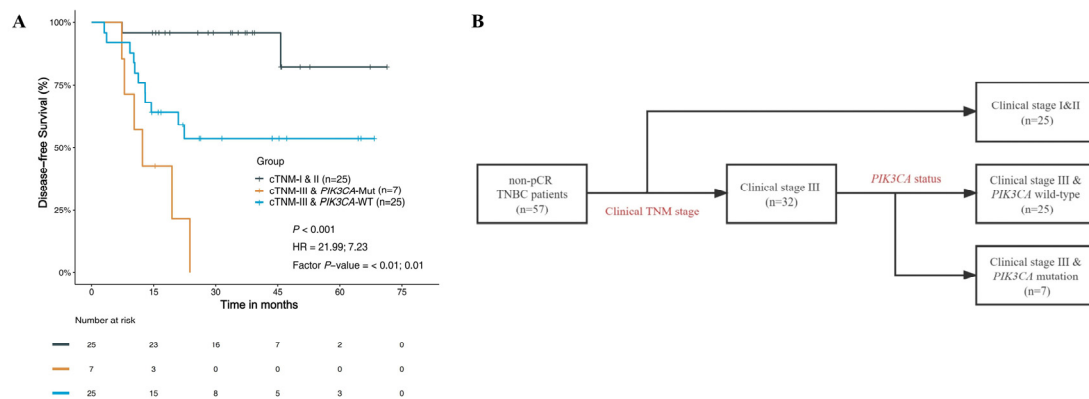 A
100%
75%
50%
25%
0%
Disease-free Survival (%)
Group
cTNM-I & II (n=25)
cTNM-III & PIK3CA-Mut (n=7)
cTNM-III & PIK3CA-WT (n=25)
P < 0.001
HR = 21.99; 7.23
Factor P-value = < 0.01; 0.01
0 15 30 45 60 75
Time in months
Number at risk
25 23 16 7 2 0
7 3 0 0 0 0
25 15 8 5 3 0
B
non-pCR
TNBC patients
(n=57)
Clinical TNM stage
Clinical stage III
(n=32)
PIK3CA status
Clinical stage I&II
(n=25)
Clinical stage III &
PIK3CA wild-type
(n=25)
Clinical stage III &
PIK3CA mutation
(n=7)